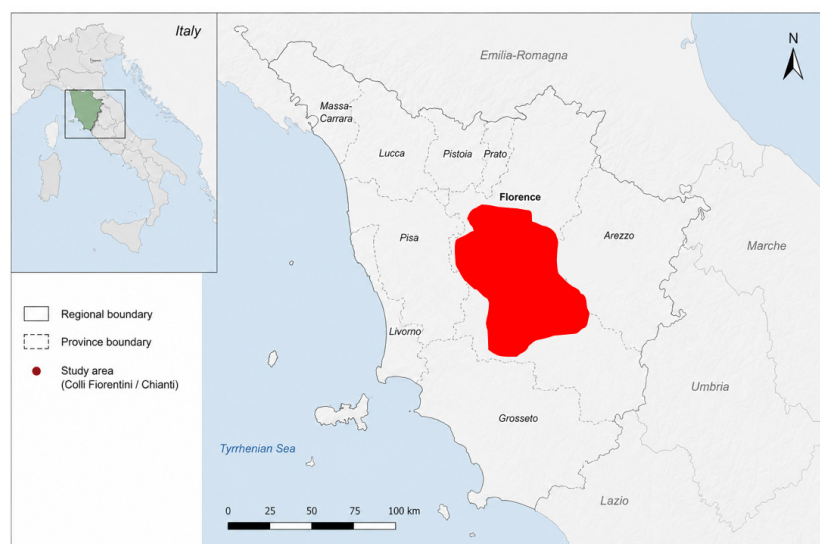 Italy
Emilia-Romagna
N
Massa-
Carrara
Lucca
Pistoia
Prato
Florence
Pisa
Arezzo
Marche
Regional boundary
Province boundary
Study area
(Colli Fiorentini / Chianti)
Livorno
Umbria
Grosseto
Tyrrhenian Sea
Lazio
0 25 50 75 100 km